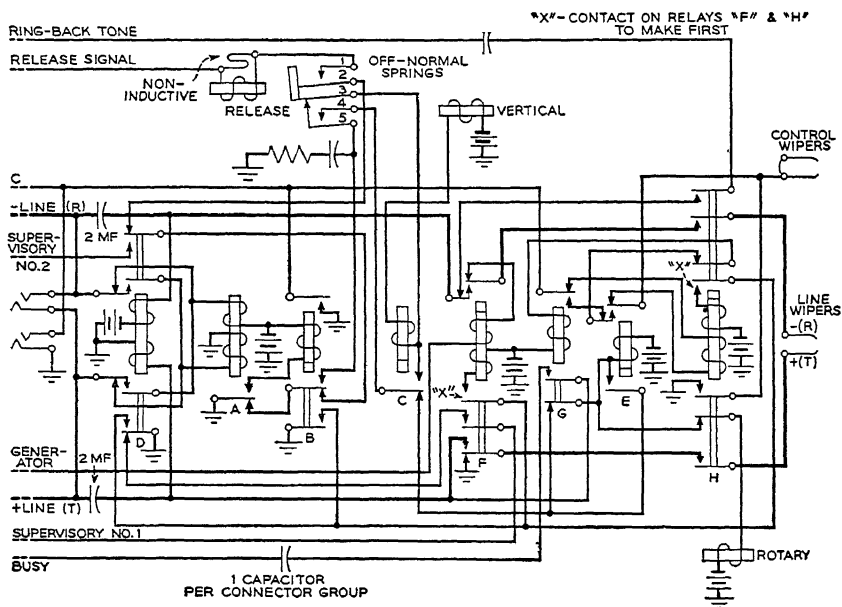 "X"-CONTACT ON RELAYS "F" & "H"
TO MAKE FIRST
RING-BACK TONE
RELEASE SIGNAL
NON-
INDUCTIVE
RELEASE
1
2
3
4
5
OFF-NORMAL
SPRINGS
VERTICAL
CONTROL
WIPERS
C
-LINE (R)
2 MF
SUPER-
VISORY
NO.2
"X"
LINE
WIPERS
-(R)
+(T)
A
B
C
"X"
D
E
F
G
H
GENER-
ATOR
2 MF
+LINE (T)
SUPERVISORY NO.1
BUSY
1 CAPACITOR
PER CONNECTOR GROUP
ROTARY